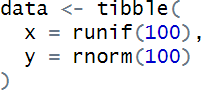 data <- tibble(
  x = runif(100),
  y = rnorm(100)
)